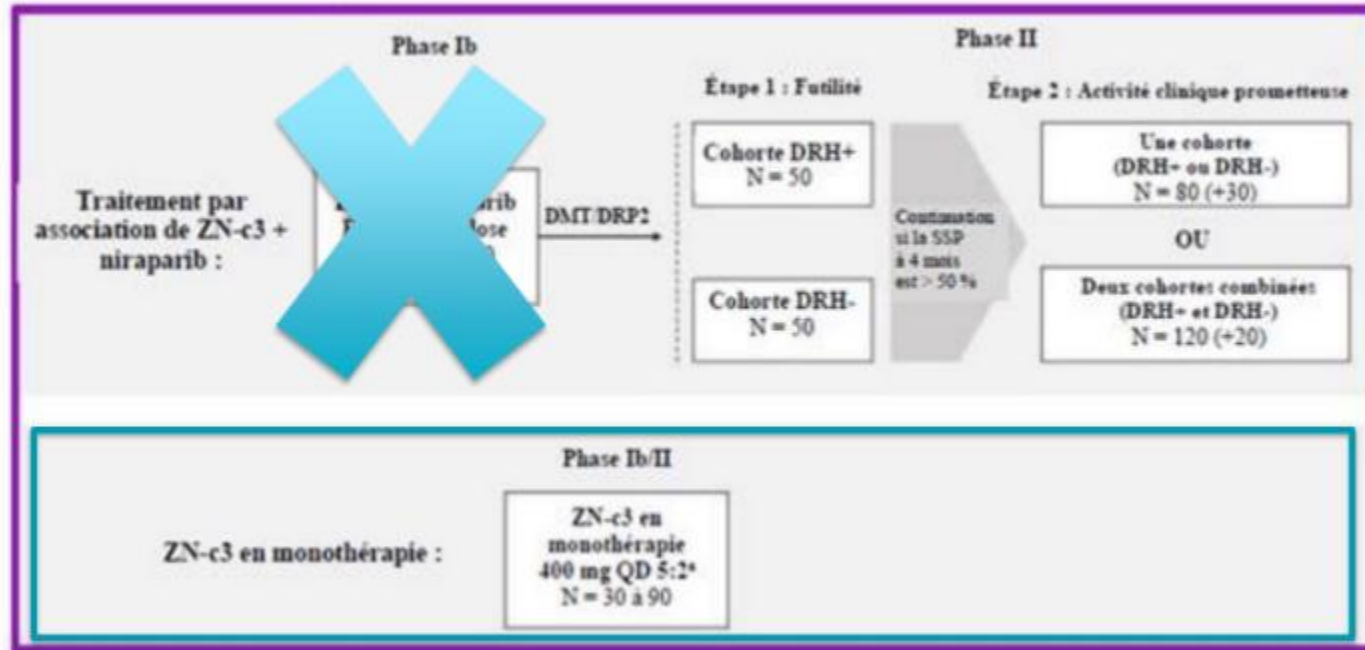 Phase Ib
Phase II
Étape 1 : Futilité
Étape 2 : Activité clinique prometteuse
Traitement par
association de ZN-c3 +
niraparib :
DMT/DRP2
Cohorte DRH+
N = 50
Cohorte DRH-
N = 50
Continuation
si la SSP
à 4 mois
est > 50 %
Une cohorte
(DRH+ ou DRH-)
N = 80 (+30)
OU
Deux cohortes combinées
(DRH+ et DRH-)
N = 120 (+20)
Phase Ib/II
ZN-c3 en monothérapie :
ZN-c3 en
monothérapie
400 mg QD 5:2ᵃ
N = 30 à 90